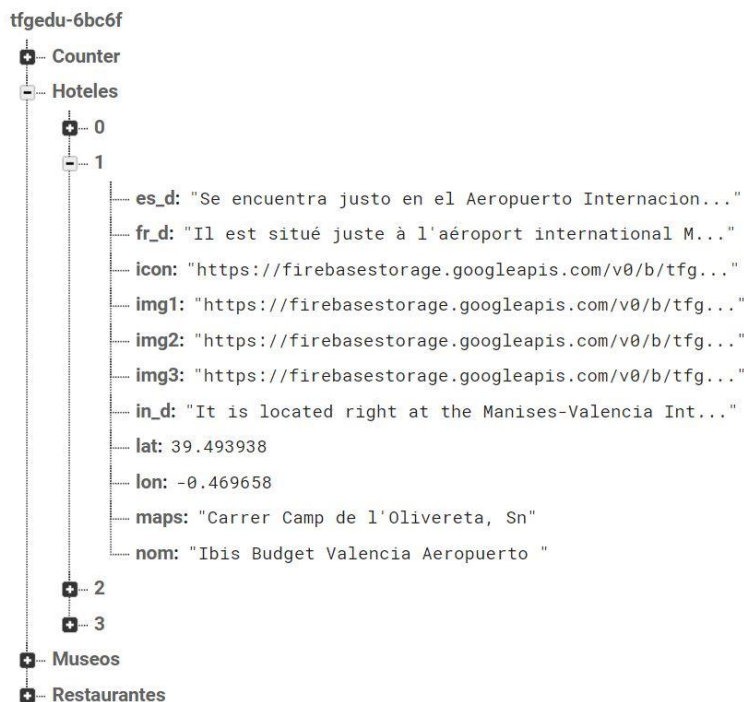 tfgedu-6bc6f
Counter
Hoteles
0
1
es_d: "Se encuentra justo en el Aeropuerto Internacion..."
fr_d: "Il est situé juste à l'aéroport international M..."
icon: "https://firebasestorage.googleapis.com/v0/b/tfg..."
img1: "https://firebasestorage.googleapis.com/v0/b/tfg..."
img2: "https://firebasestorage.googleapis.com/v0/b/tfg..."
img3: "https://firebasestorage.googleapis.com/v0/b/tfg..."
in_d: "It is located right at the Manises-Valencia Int..."
lat: 39.493938
lon: -0.469658
maps: "Carrer Camp de l'Olivereta, Sn"
nom: "Ibis Budget Valencia Aeropuerto "
2
3
Museos
Restaurantes